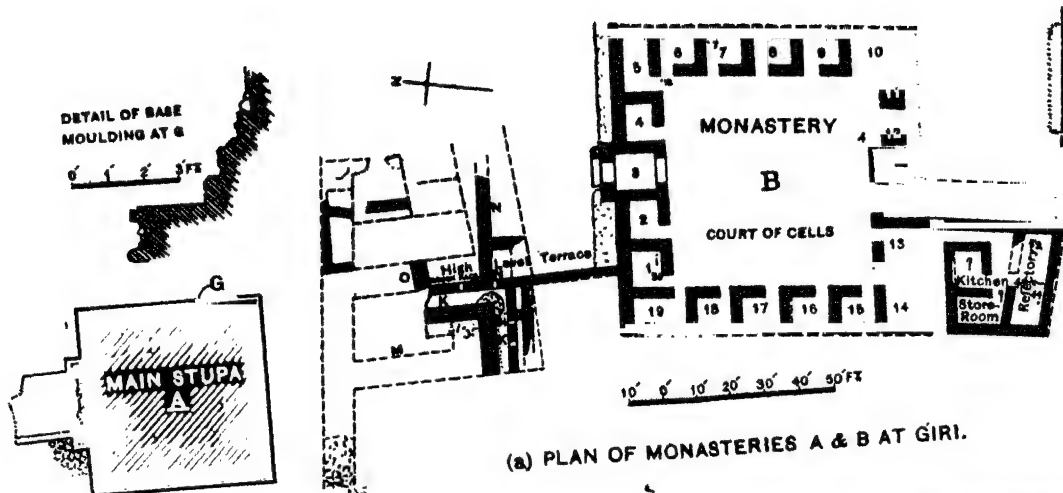 DETAIL OF BASE
MOULDING AT G
0' 1' 2' 3 FT
N
G
MAIN STUPA
A
High
Terrace
N
O
K
M
5
6
7
8
9
10
4
3
2
1
19
18
17
16
15
14
13
4
MONASTERY
B
COURT OF CELLS
Kitchen
Store-
Room
Refectory
10' 0' 10' 20' 30' 40' 50' FT
(a) PLAN OF MONASTERIES A & B AT GIRI.